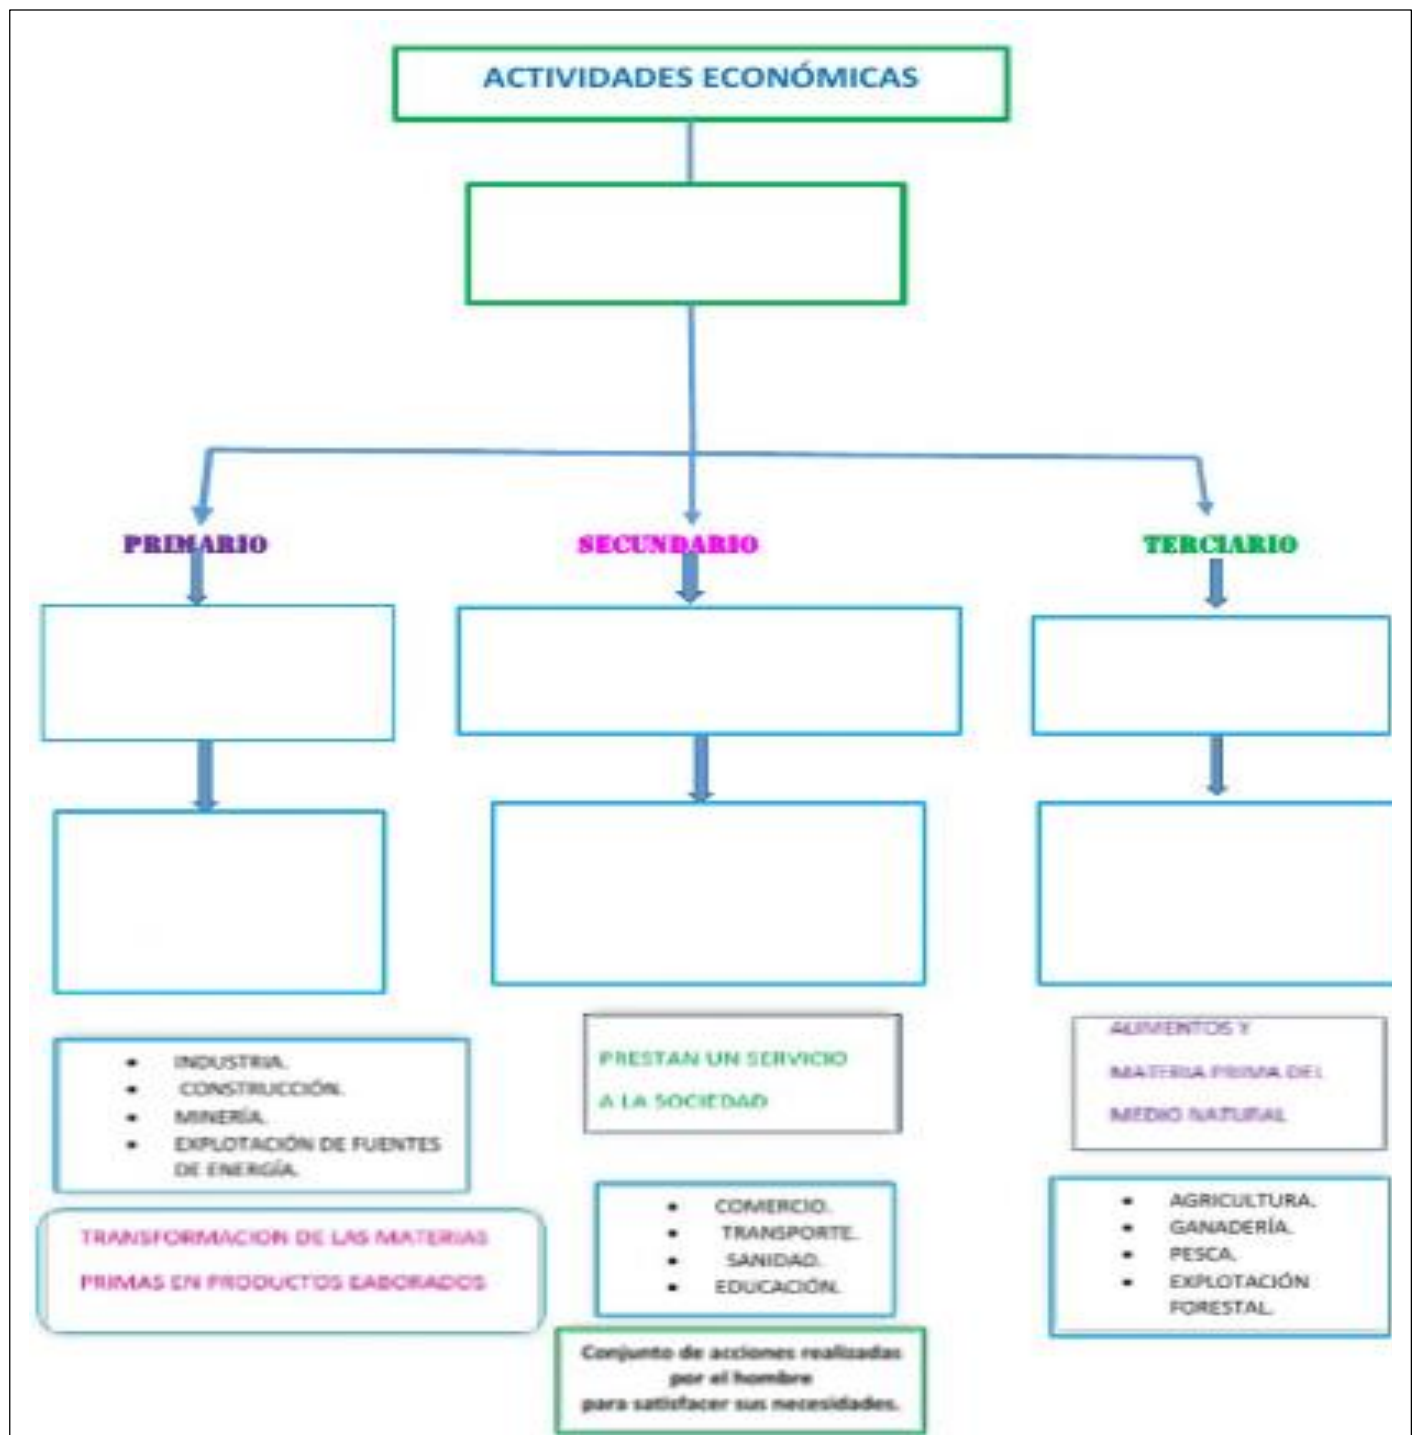 ACTIVIDADES ECONÓMICAS
PRIMARIO
SECUNDARIO
TERCIARIO
• INDUSTRIA.
• CONSTRUCCIÓN.
• MINERÍA.
• EXPLOTACIÓN DE FUENTES
DE ENERGÍA.
TRANSFORMACION DE LAS MATERIAS
PRIMAS EN PRODUCTOS EABORADOS
PRESTAN UN SERVICIO
A LA SOCIEDAD
• COMERCIO.
• TRANSPORTE.
• SANIDAD.
• EDUCACIÓN.
Conjunto de acciones realizadas
por el hombre
para satisfacer sus necesidades.
ALIMENTOS Y
MATERIA PRIMA DEL
MEDIO NATURAL
• AGRICULTURA.
• GANADERÍA.
• PESCA.
• EXPLOTACIÓN
FORESTAL.